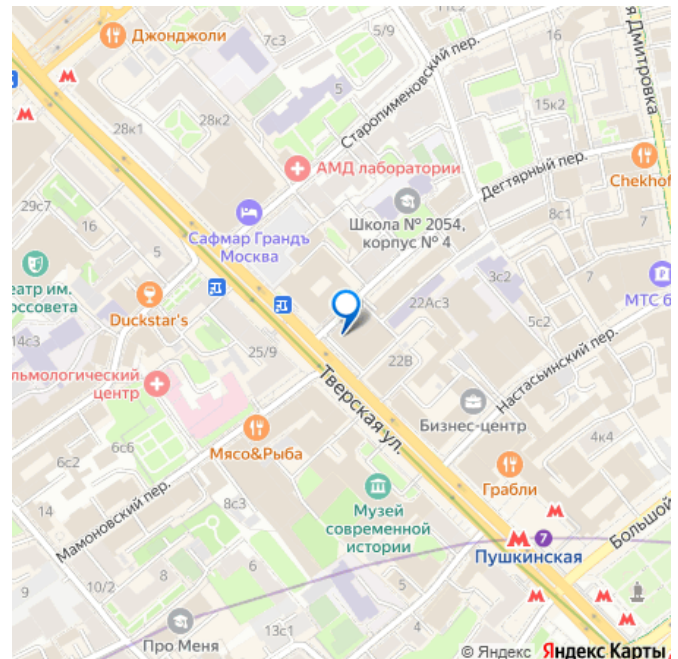 Джонджоли
7с3
5/9
я Дмитровка
16
Старопименовский пер.
15к2
28к1
28к2
5
АМД лаборатории
Дегтярный пер.
Chekhof
29с7
16
Школа № 2054,
корпус № 4
8с1
7
Сафмар Грандъ
Москва
5
7
3с2
еатр им.
оссовета
Duckstar's
22Ас3
МТС б
5с2
14с3
25/9
22В
Настасьинский пер.
льмологический
центр
Тверская ул.
Бизнес-центр
6с6
Мясо&Рыба
4к4
6с2
Мамоновский пер.
8с3
Грабли
14
Музей
современной
истории
7
Пушкинская
Большой
9
10/2
8
6
4
13с1
Про.Меня
© Яндекс Яндекс Карты